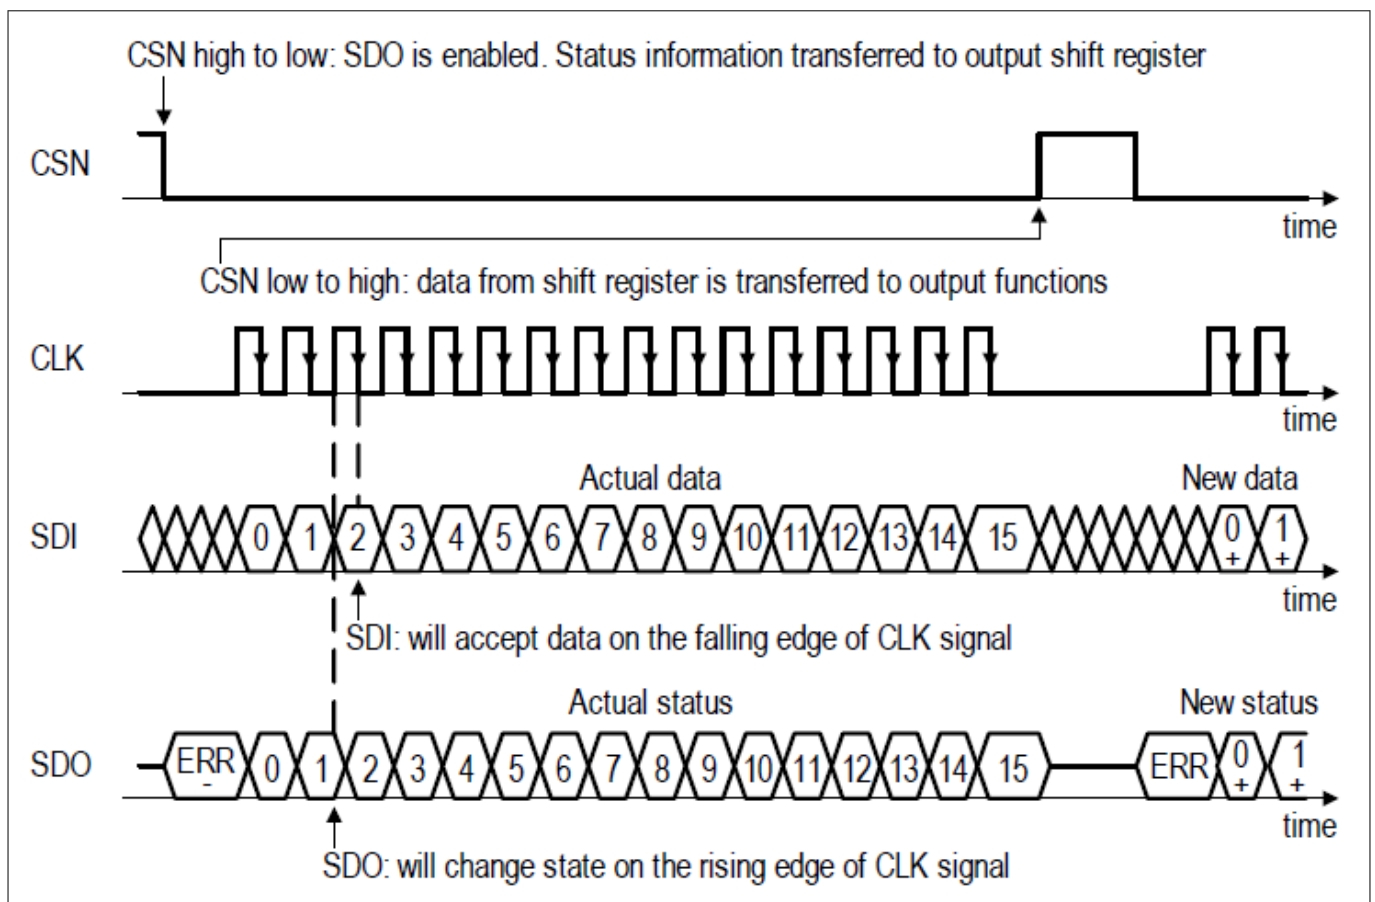 CSN high to low: SDO is enabled. Status information transferred to output shift register
CSN
time
CSN low to high: data from shift register is transferred to output functions
CLK
time
Actual data
New data
SDI
0 1 2 3 4 5 6 7 8 9 10 11 12 13 14 15 0 1
+ +
time
SDI: will accept data on the falling edge of CLK signal
Actual status
New status
SDO
ERR 0 1 2 3 4 5 6 7 8 9 10 11 12 13 14 15 ERR 0 1
- + +
time
SDO: will change state on the rising edge of CLK signal